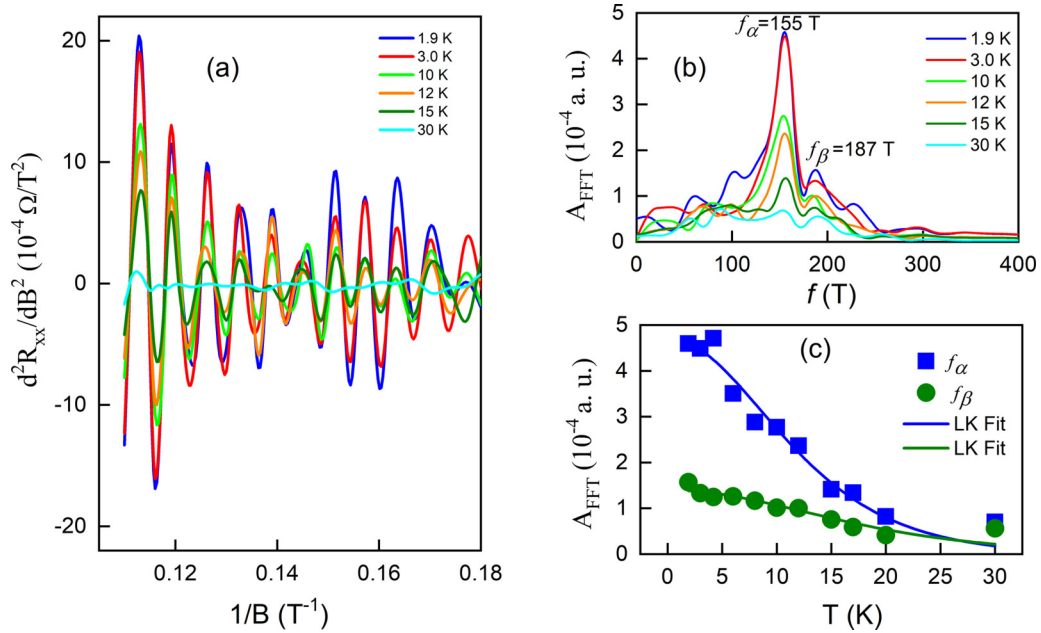 (a)
1.9 K
3.0 K
10 K
12 K
15 K
30 K
20
10
0
-10
-20
d²Rₓₓ/dB² (10⁻⁴ Ω/T²)
0.12
0.14
0.16
0.18
1/B (T⁻¹)
(b)
f_α=155 T
f_β=187 T
1.9 K
3.0 K
10 K
12 K
15 K
30 K
5
4
3
2
1
0
A_FFT (10⁻⁴ a. u.)
0
100
200
300
400
f (T)
(c)
f_α
f_β
LK Fit
LK Fit
5
4
3
2
1
0
A_FFT (10⁻⁴ a. u.)
0
5
10
15
20
25
30
T (K)